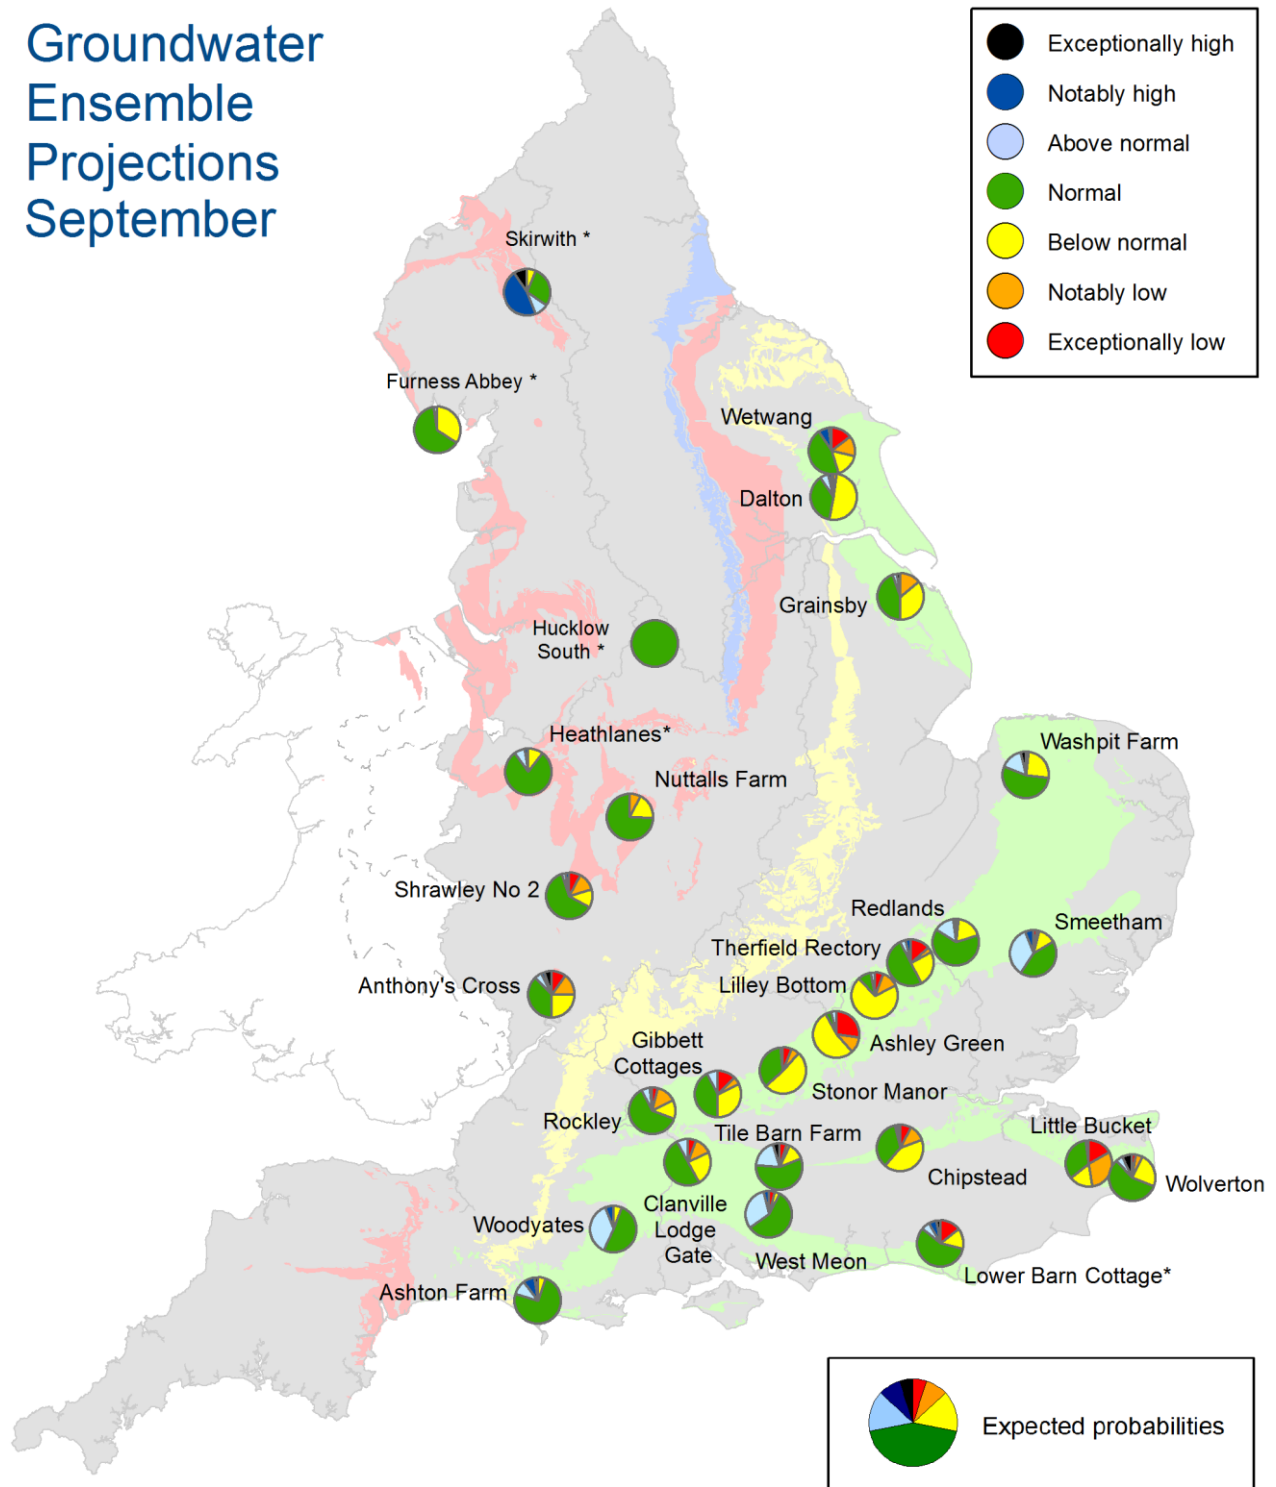 Groundwater
Ensemble
Projections
September
Exceptionally high
Notably high
Above normal
Normal
Below normal
Notably low
Exceptionally low
Skirwith *
Furness Abbey *
Wetwang
Dalton
Grainsby
Hucklow
South *
Heathlanes*
Nuttalls Farm
Washpit Farm
Shrawley No 2
Redlands
Smeetham
Therfield Rectory
Anthony's Cross
Lilley Bottom
Gibbett
Cottages
Ashley Green
Stonor Manor
Rockley
Tile Barn Farm
Little Bucket
Chipstead
Wolverton
Clanville
Lodge
Gate
Woodyates
West Meon
Lower Barn Cottage*
Ashton Farm
Expected probabilities